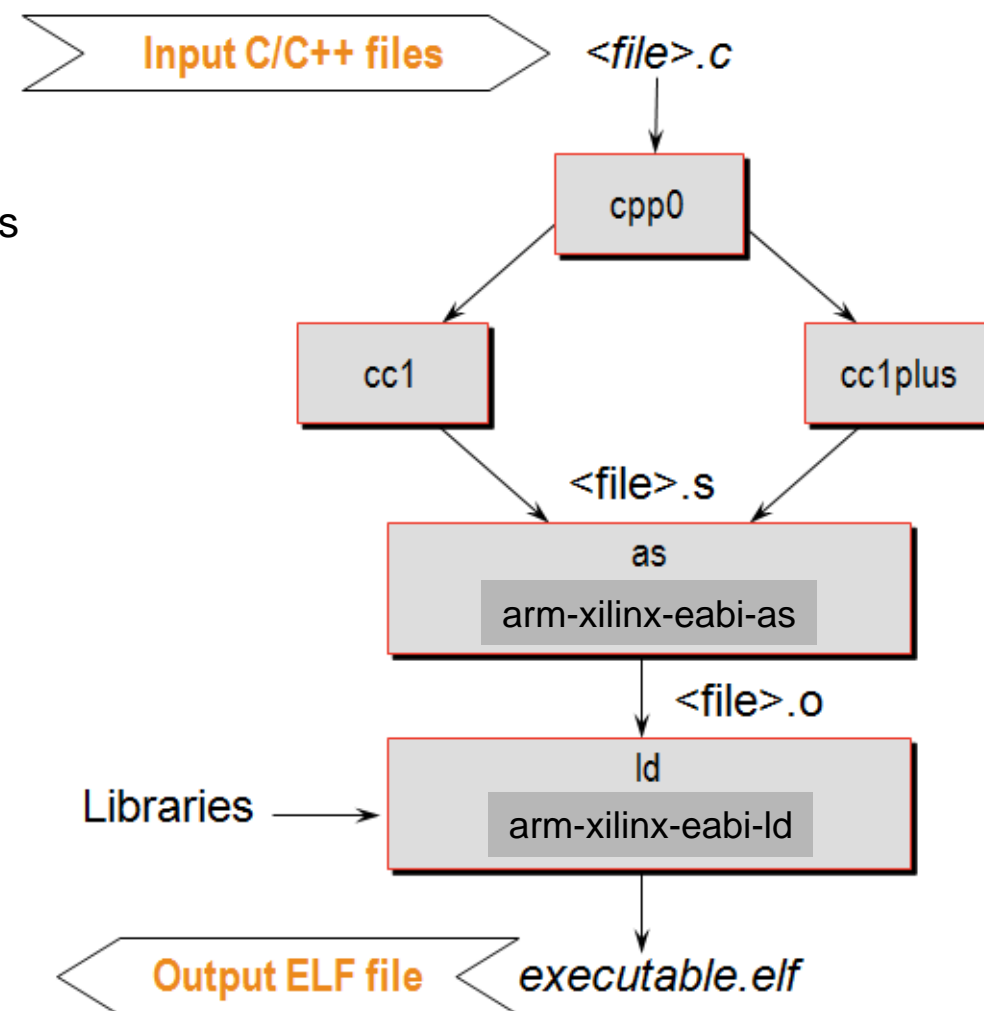 Input C/C++ files
<file>.c
cpp0
s
cc1
cc1plus
<file>.s
as
arm-xilinx-eabi-as
<file>.o
ld
Libraries
arm-xilinx-eabi-ld
Output ELF file
executable.elf